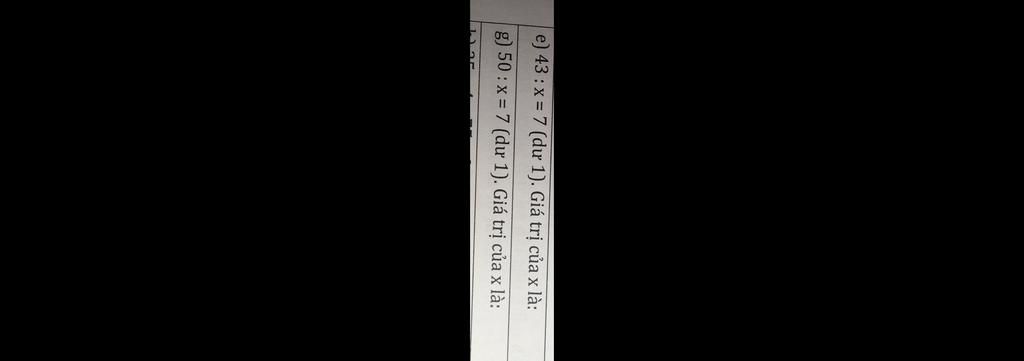 e) 43 : x = 7 (dư 1). Giá trị của x là:
g) 50 : x = 7 (dư 1). Giá trị của x là: